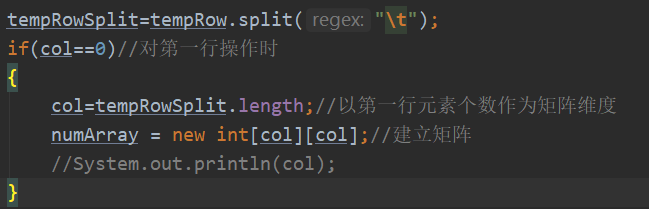 tempRowSplit=tempRow.split( regex: "\t");
if(col==0)//对第一行操作时
{
col=tempRowSplit.length;//以第一行元素个数作为矩阵维度
numArray = new int[col][col];//建立矩阵
//System.out.println(col);
}